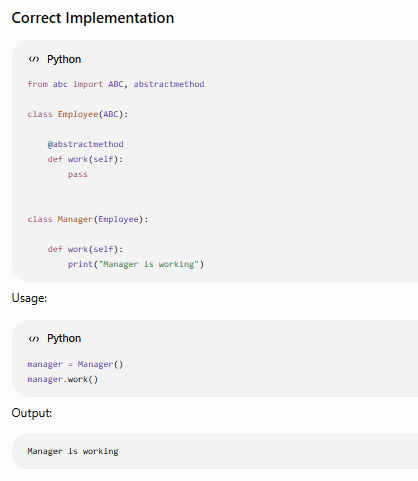 Correct Implementation
Python
from abc import ABC, abstractmethod
class Employee(ABC):
    @abstractmethod
    def work(self):
        pass
class Manager(Employee):
    def work(self):
        print("Manager is working")
Usage:
Python
manager = Manager()
manager.work()
Output:
Manager is working